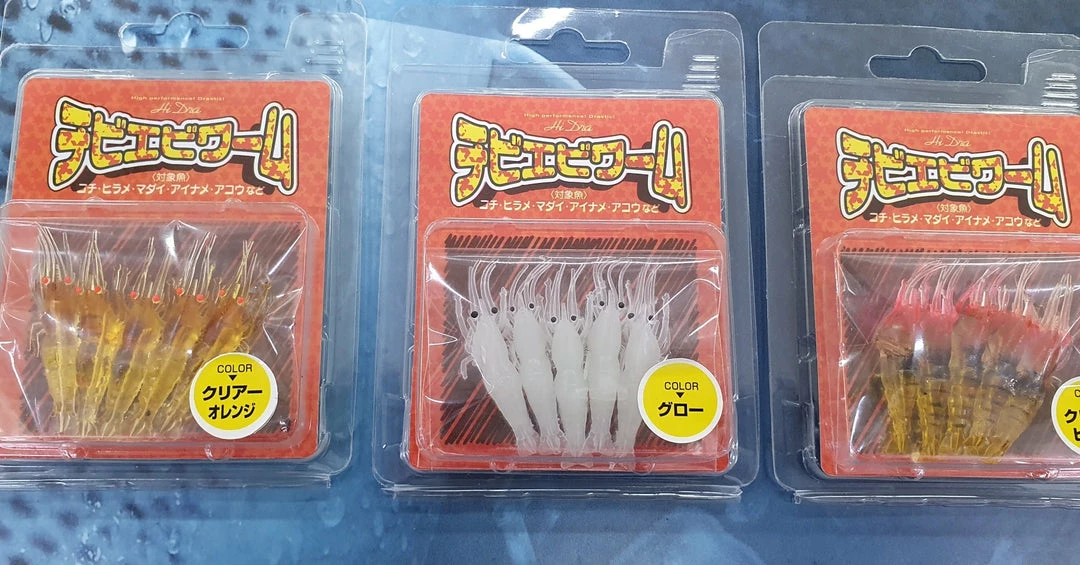 High performance! Drastic!
Hi Dra
チビエビワーム
〈対象魚〉
コチ・ヒラメ・マダイ・アイナメ・アコウなど
COLOR
クリアー
オレンジ
High performance! Drastic!
Hi Dra
チビエビワーム
〈対象魚〉
コチ・ヒラメ・マダイ・アイナメ・アコウなど
COLOR
グロー
High performance! Drastic!
Hi Dra
チビエビワーム
〈対象魚〉
コチ・ヒラメ・マダイ・アイナメ・アコウなど